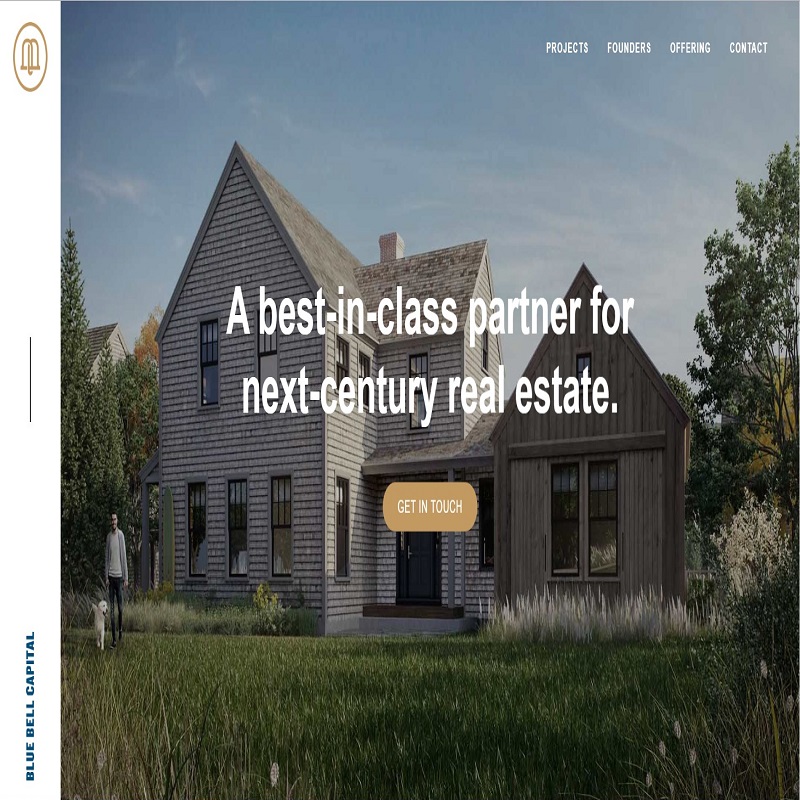 PROJECTS FOUNDERS OFFERING CONTACT
A best-in-class partner for
next-century real estate.
GET IN TOUCH
BLUE BELL CAPITAL